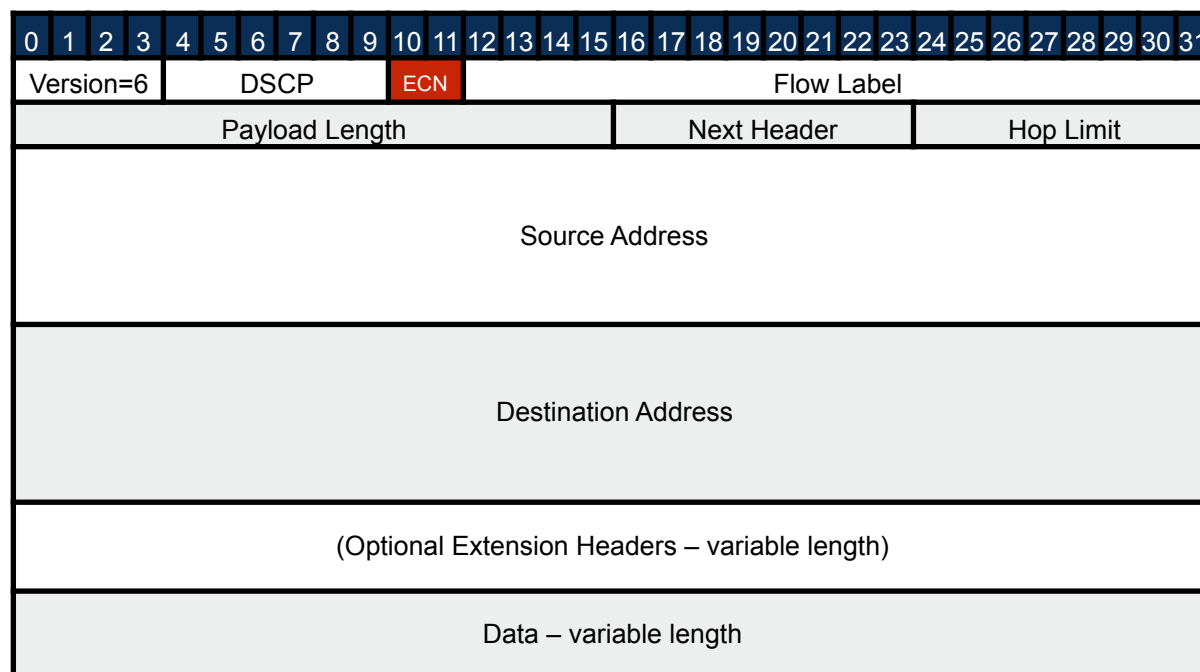 0 1 2 3 4 5 6 7 8 9 10 11 12 13 14 15 16 17 18 19 20 21 22 23 24 25 26 27 28 29 30 31
Version=6 DSCP ECN Flow Label
Payload Length Next Header Hop Limit
Source Address
Destination Address
(Optional Extension Headers – variable length)
Data – variable length